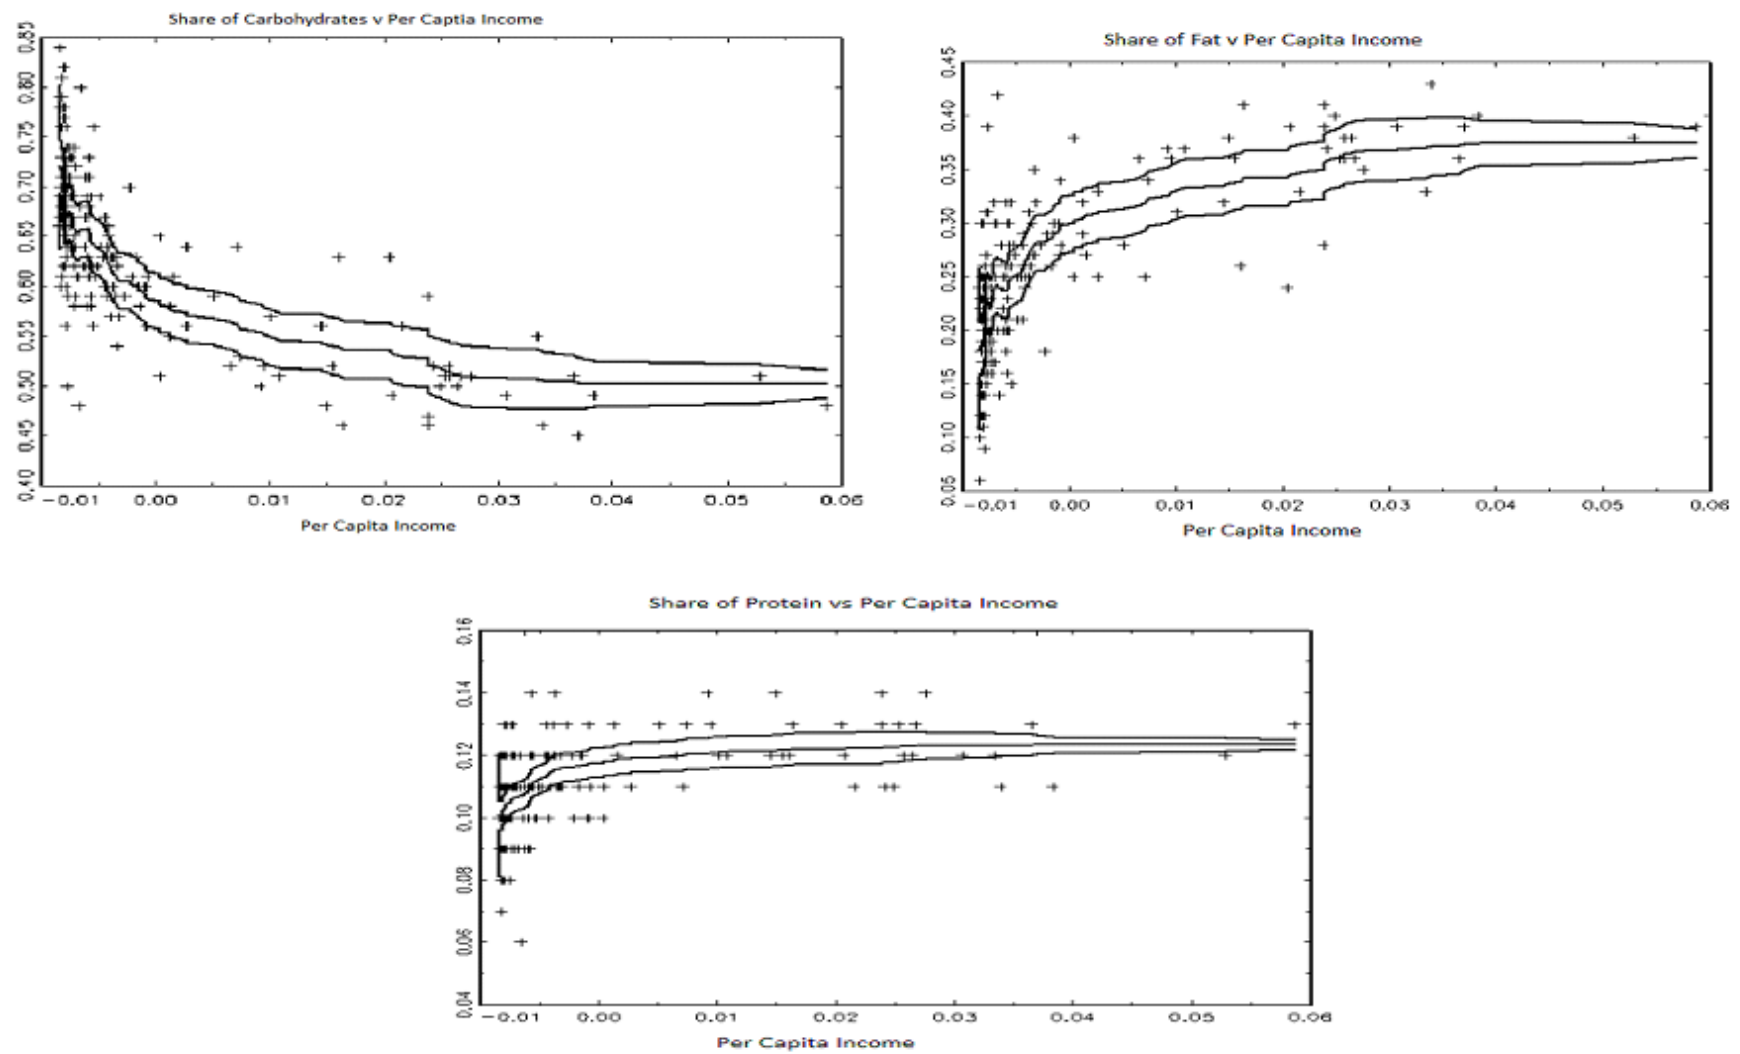 Share of Carbohydrates v Per Captia Income
0.85
0.80
0.75
0.70
0.65
0.60
0.55
0.50
0.45
0.40
−0.01 0.00 0.01 0.02 0.03 0.04 0.05 0.06
Per Capita Income
Share of Fat v Per Capita Income
0.45
0.40
0.35
0.30
0.25
0.20
0.15
0.10
0.05
−0.01 0.00 0.01 0.02 0.03 0.04 0.05 0.06
Per Capita Income
Share of Protein vs Per Capita Income
0.16
0.14
0.12
0.10
0.08
0.06
0.04
−0.01 0.00 0.01 0.02 0.03 0.04 0.05 0.06
Per Capita Income